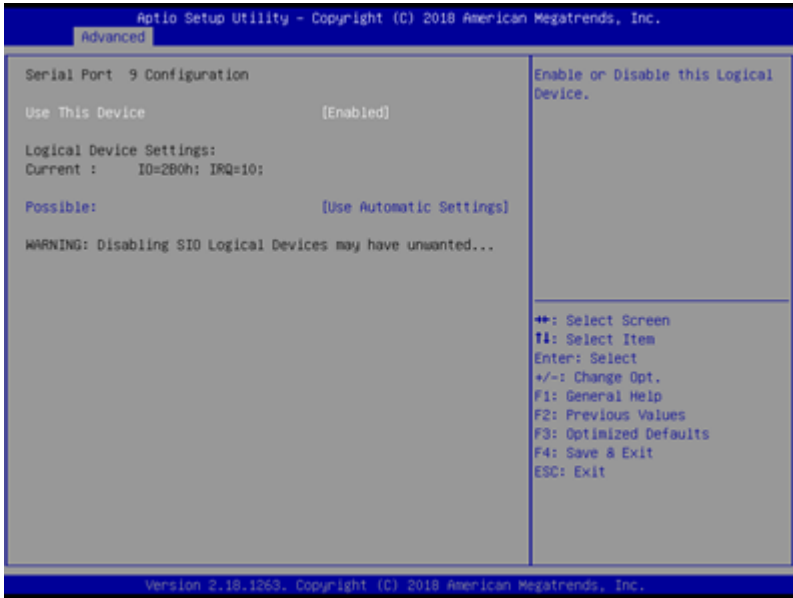 Aptio Setup Utility – Copyright (C) 2018 American Megatrends, Inc.
Advanced
Serial Port 9 Configuration
Use This Device [Enabled]
Logical Device Settings:
Current : IO=2B0h; IRQ=10;
Possible: [Use Automatic Settings]
WARNING: Disabling SIO Logical Devices may have unwanted...
Enable or Disable this Logical
Device.
→←: Select Screen
↑↓: Select Item
Enter: Select
+/-: Change Opt.
F1: General Help
F2: Previous Values
F3: Optimized Defaults
F4: Save & Exit
ESC: Exit
Version 2.18.1263. Copyright (C) 2018 American Megatrends, Inc.